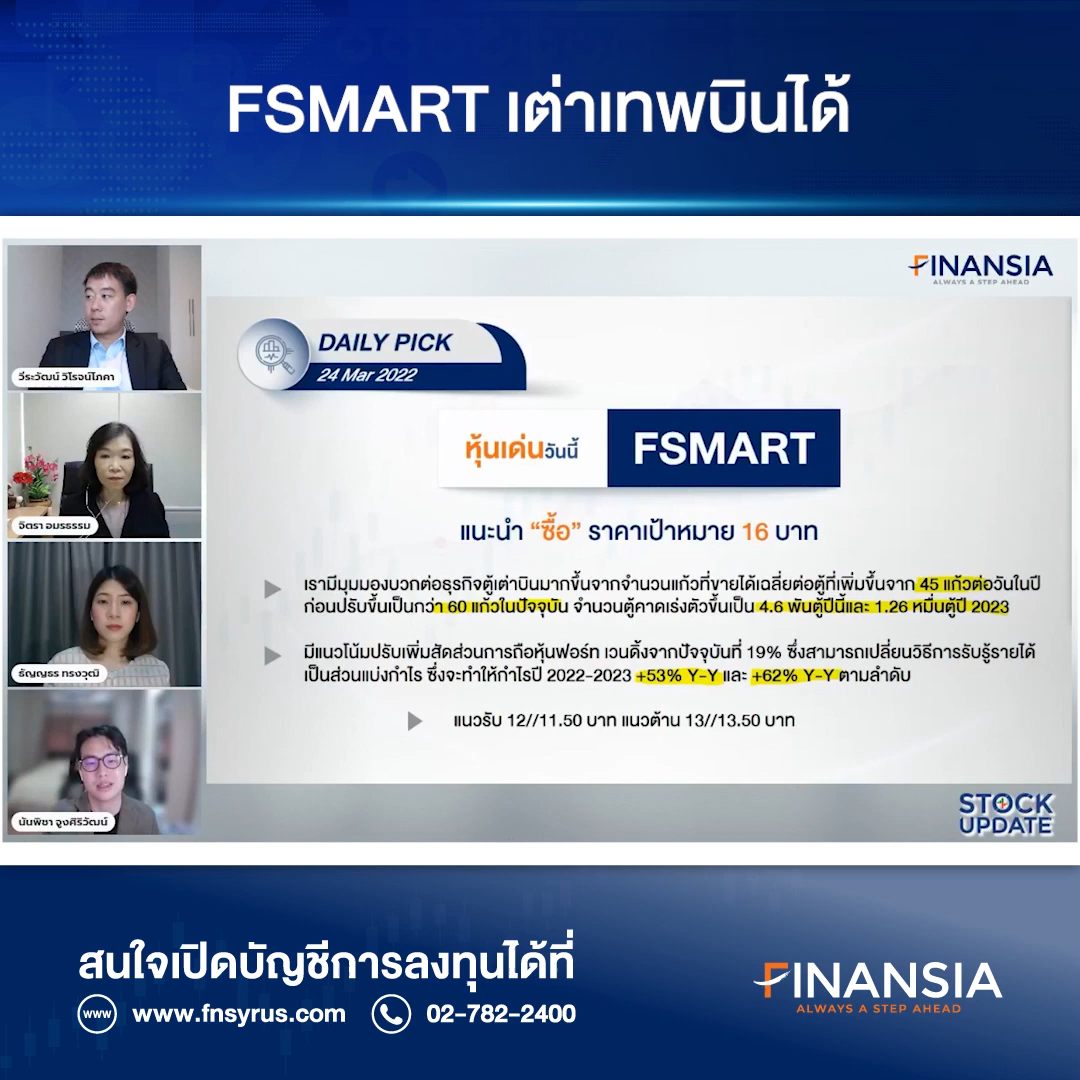 FSMART เต่าเทพบินได้
FINANSIA
ALWAYS A STEP AHEAD
วีระวัฒน์ วิโรจน์โภคา
จิตรา อมรธรรม
ธัญญธร ทรงวุฒิ
นันพิชา จูงศิริวัฒน์
DAILY PICK
24 Mar 2022
หุ้นเด่นวันนี้ FSMART
แนะนำ “ซื้อ” ราคาเป้าหมาย 16 บาท
เรามีมุมมองบวกต่อธุรกิจตู้เต่าบินมากขึ้นจากจำนวนแก้วที่ขายได้เฉลี่ยต่อตู้ที่เพิ่มขึ้นจาก 45 แก้วต่อวันในปี
ก่อนปรับขึ้นเป็นกว่า 60 แก้วในปัจจุบัน จำนวนตู้คาดเร่งตัวขึ้นเป็น 4.6 พันตู้ปีนี้และ 1.26 หมื่นตู้ปี 2023
มีแนวโน้มปรับเพิ่มสัดส่วนการถือหุ้นฟอร์ท เวนดิ้งจากปัจจุบันที่ 19% ซึ่งสามารถเปลี่ยนวิธีการรับรู้รายได้
เป็นส่วนแบ่งกำไร ซึ่งจะทำให้กำไรปี 2022-2023 +53% Y-Y และ +62% Y-Y ตามลำดับ
แนวรับ 12//11.50 บาท แนวต้าน 13//13.50 บาท
STOCK
UPDATE
สนใจเปิดบัญชีการลงทุนได้ที่
www www.fnsyrus.com 02-782-2400
FINANSIA
ALWAYS A STEP AHEAD